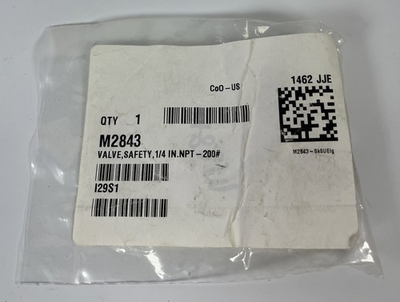 CoO-US
1462 JJE
QTY 1
M2843
VALVE,SAFETY,1/4 IN.NPT-200#
I29S1